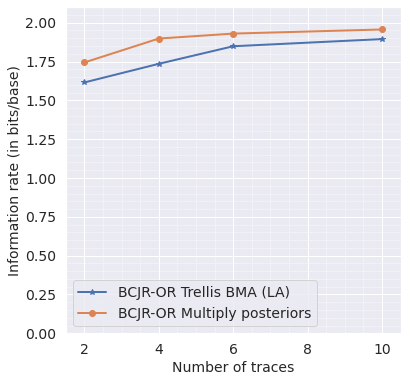 2.00
1.75
1.50
1.25
1.00
0.75
0.50
0.25
0.00
Information rate (in bits/base)
BCJR-OR Trellis BMA (LA)
BCJR-OR Multiply posteriors
2 4 6 8 10
Number of traces